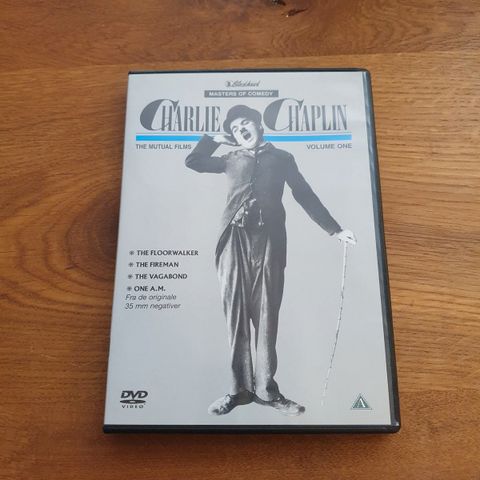 Blackhawk
MASTERS OF COMEDY
CHARLIE CHAPLIN
THE MUTUAL FILMS
VOLUME ONE
THE FLOORWALKER
THE FIREMAN
THE VAGABOND
ONE A.M.
Fra de originale
35 mm negativer
DVD
VIDEO